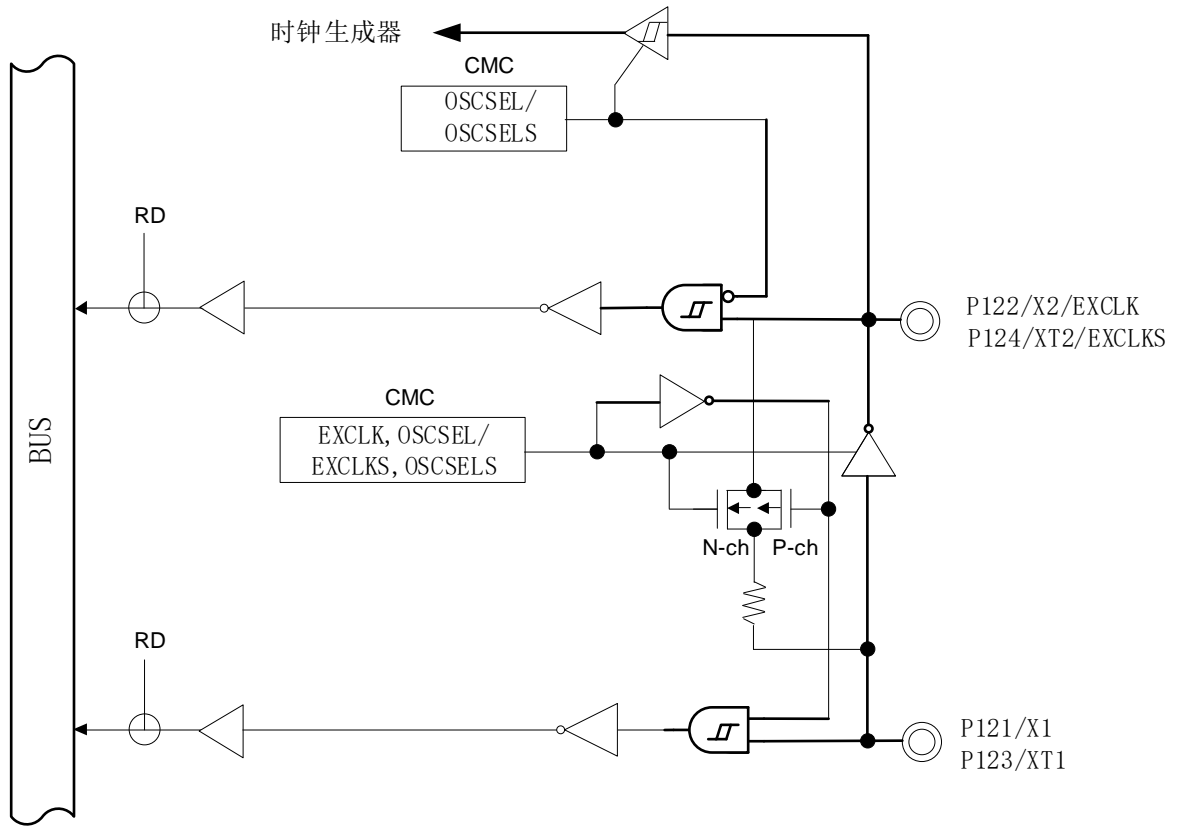 时钟生成器
CMC
OSCSEL/
OSCSELS
RD
P122/X2/EXCLK
P124/XT2/EXCLKS
CMC
EXCLK, OSCSEL/
EXCLKS, OSCSELS
BUS
N-ch
P-ch
RD
P121/X1
P123/XT1